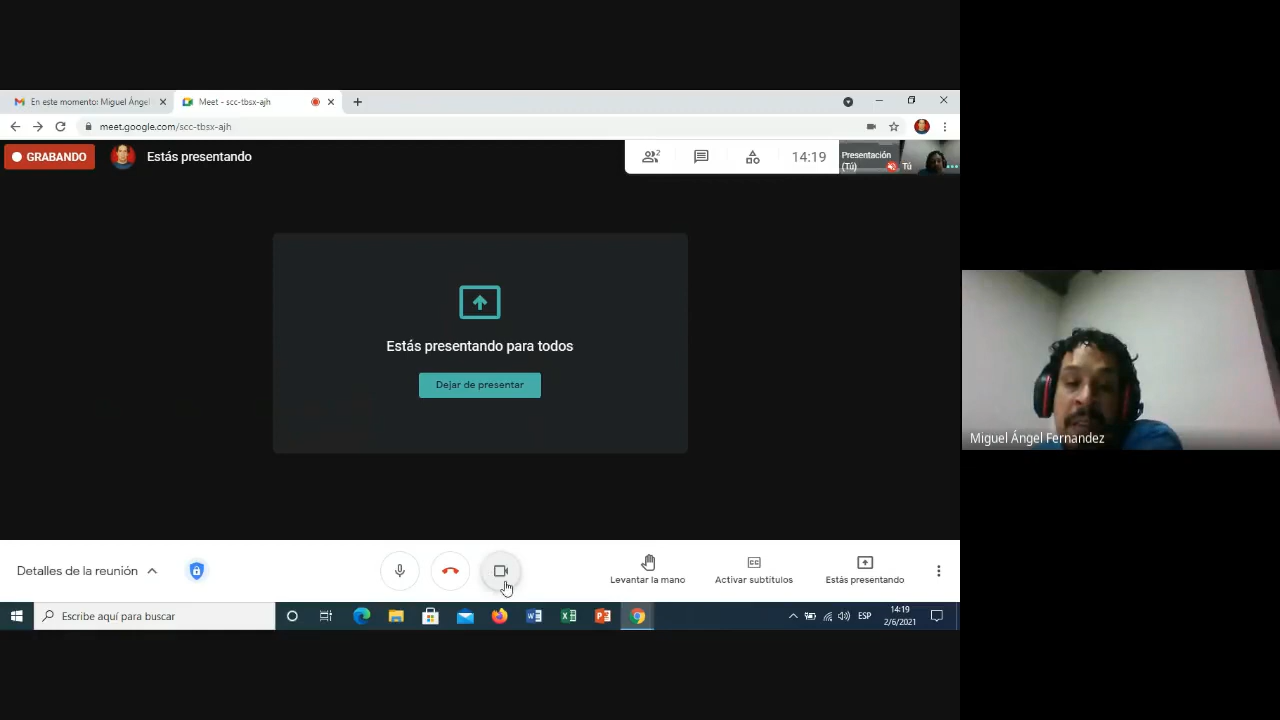 En este momento: Miguel Ángel
Meet - scc-tbsx-ajh
meet.google.com/scc-tbsx-ajh
GRABANDO
Estás presentando
14:19
Presentación
(Tú)
Tú
Estás presentando para todos
Dejar de presentar
Miguel Ángel Fernandez
Detalles de la reunión
Levantar la mano
Activar subtítulos
Estás presentando
Escribe aquí para buscar
ESP
14:19
2/6/2021